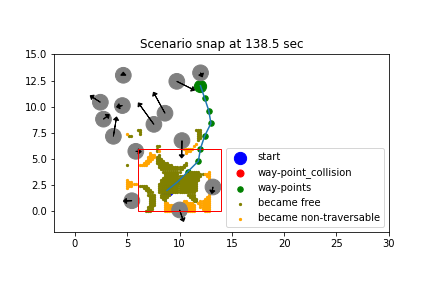 Scenario snap at 138.5 sec
15.0
12.5
10.0
7.5
5.0
2.5
0.0
0
5
10
15
20
25
30
start
way-point_collision
way-points
became free
became non-traversable